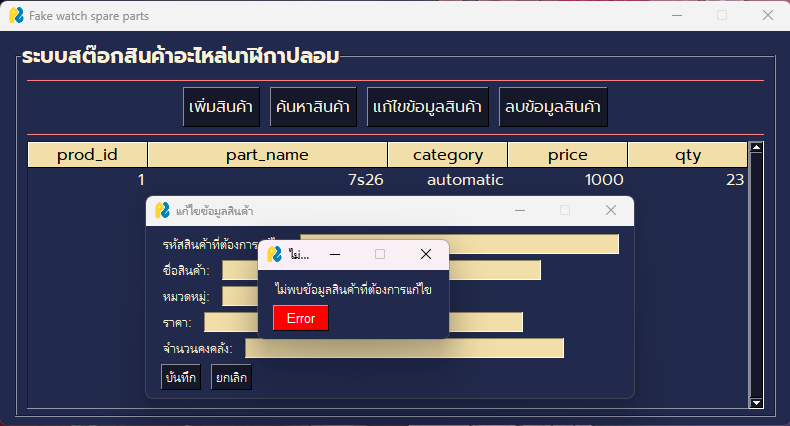 Fake watch spare parts
ระบบสต๊อกสินค้าอะไหล่นาฬิกาปลอม
เพิ่มสินค้า ค้นหาสินค้า แก้ไขข้อมูลสินค้า ลบข้อมูลสินค้า
prod_id part_name category price qty
1 7s26 automatic 1000 23
แก้ไขข้อมูลสินค้า
รหัสสินค้าที่ต้องการ
ไม่...
ชื่อสินค้า:
ไม่พบข้อมูลสินค้าที่ต้องการแก้ไข
หมวดหมู่:
Error
ราคา:
จำนวนคงคลัง:
บันทึก ยกเลิก